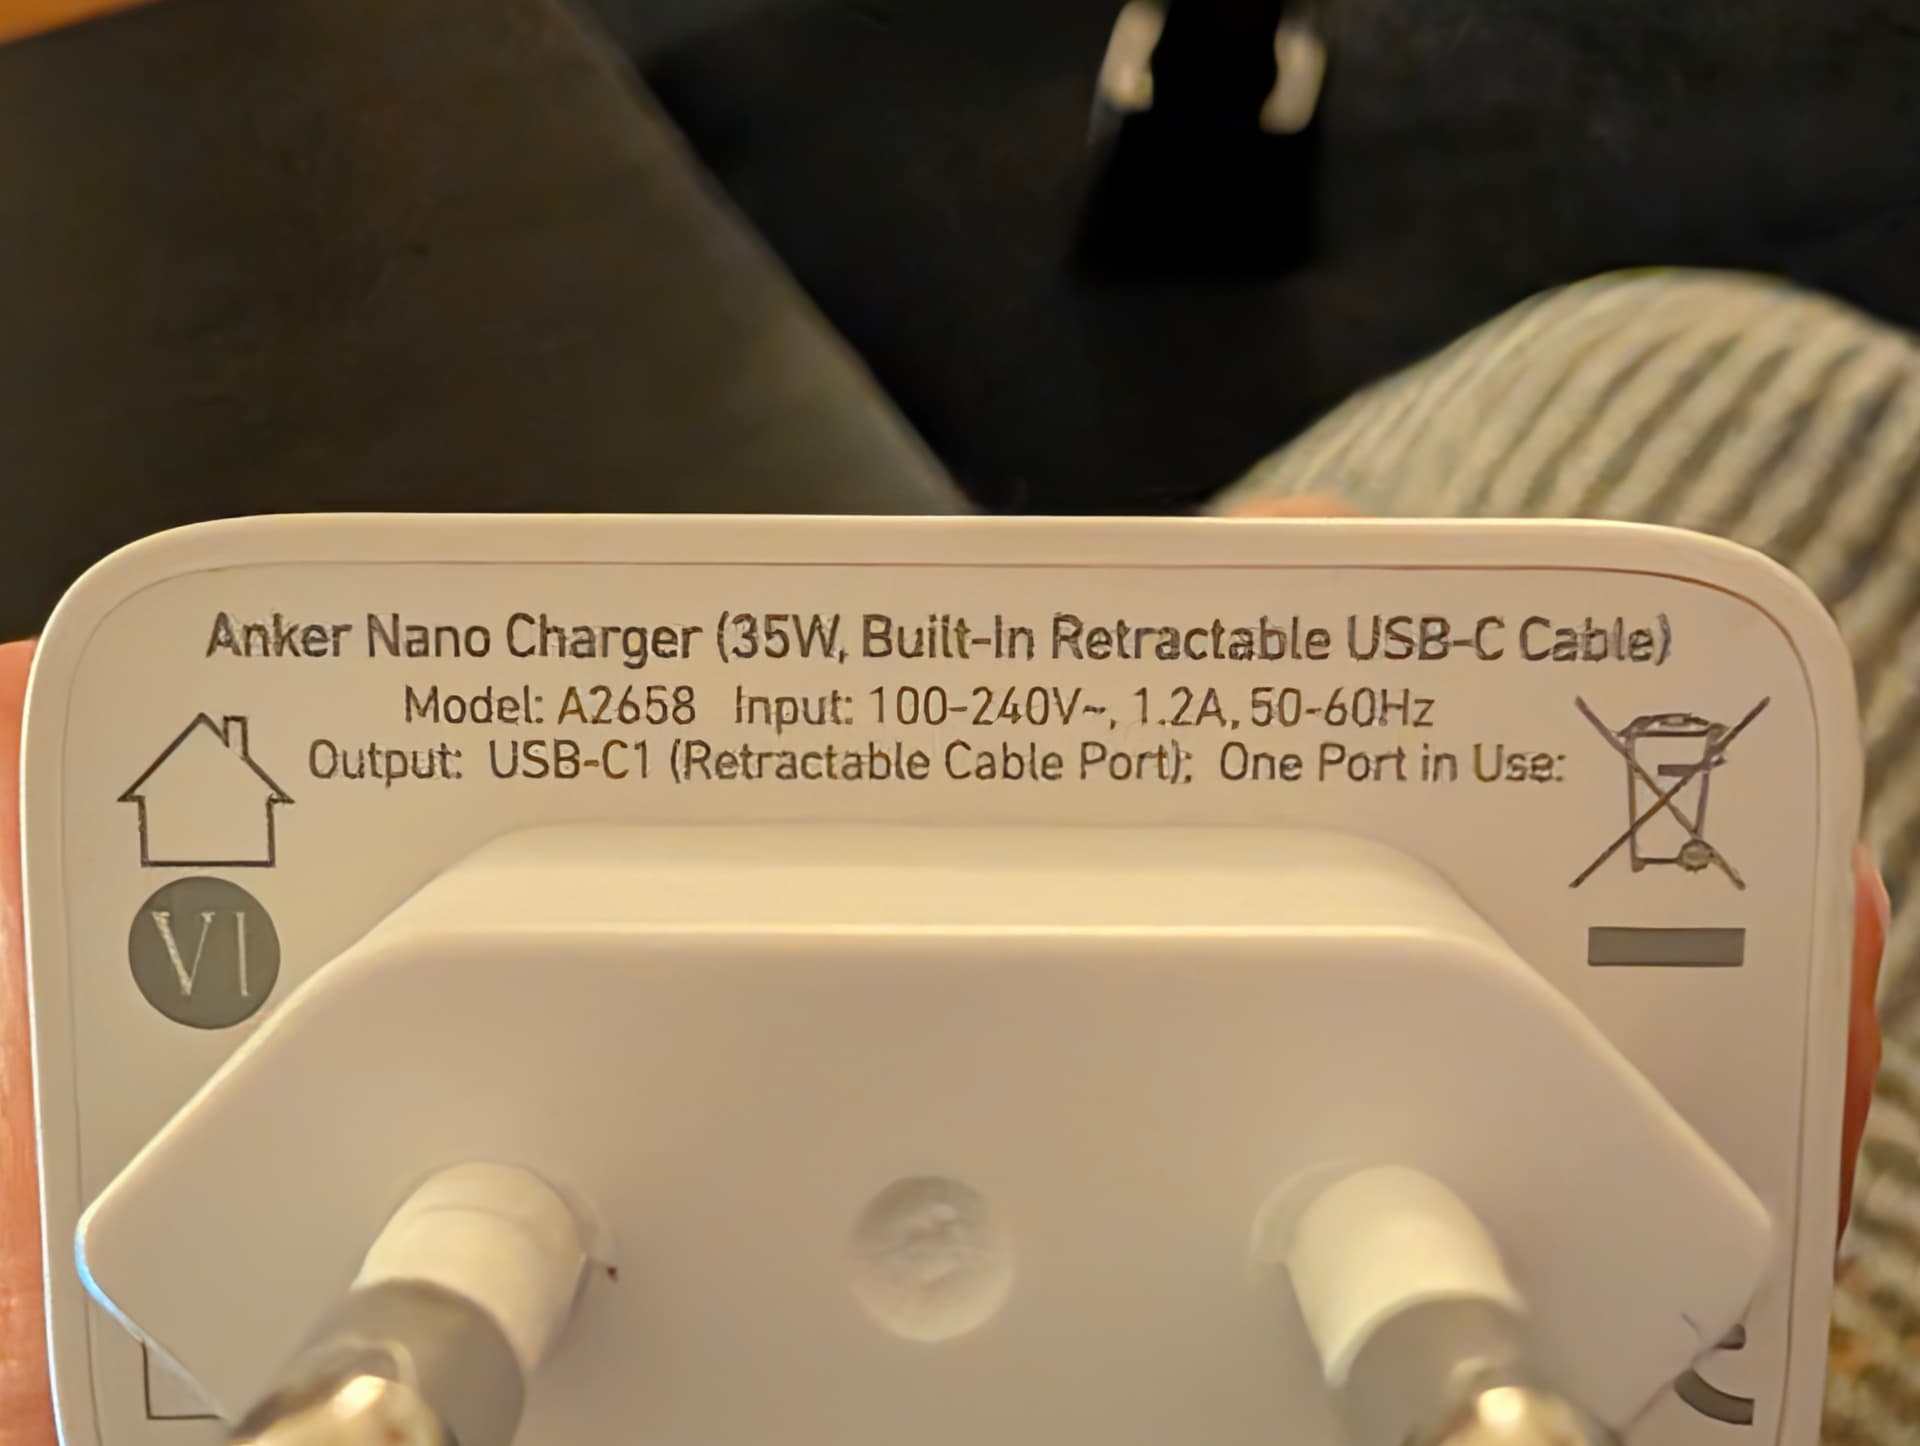 Anker Nano Charger (35W, Built-In Retractable USB-C Cable)
Model: A2658 Input: 100-240V~, 1.2A, 50-60Hz
Output: USB-C1 (Retractable Cable Port): One Port in Use:
VI